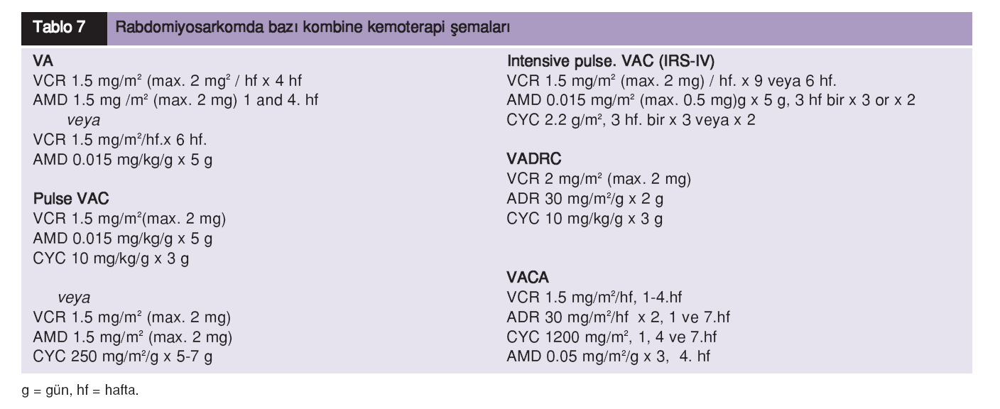 Tablo 7 Rabdomiyosarkomda bazı kombine kemoterapi şemaları
VA
VCR 1.5 mg/m² (max. 2 mg² / hf x 4 hf
AMD 1.5 mg /m² (max. 2 mg) 1 and 4. hf
veya
VCR 1.5 mg/m²/hf.x 6 hf.
AMD 0.015 mg/kg/g x 5 g
Pulse VAC
VCR 1.5 mg/m²(max. 2 mg)
AMD 0.015 mg/kg/g x 5 g
CYC 10 mg/kg/g x 3 g
veya
VCR 1.5 mg/m² (max. 2 mg)
AMD 1.5 mg/m² (max. 2 mg)
CYC 250 mg/m²/g x 5-7 g
Intensive pulse. VAC (IRS-IV)
VCR 1.5 mg/m² (max. 2 mg) / hf. x 9 veya 6 hf.
AMD 0.015 mg/m² (max. 0.5 mg)g x 5 g, 3 hf bir x 3 or x 2
CYC 2.2 g/m², 3 hf. bir x 3 veya x 2
VADRC
VCR 2 mg/m² (max. 2 mg)
ADR 30 mg/m²/g x 2 g
CYC 10 mg/kg/g x 3 g
VACA
VCR 1.5 mg/m²/hf, 1-4.hf
ADR 30 mg/m²/hf x 2, 1 ve 7.hf
CYC 1200 mg/m², 1, 4 ve 7.hf
AMD 0.05 mg/m²/g x 3, 4. hf
g = gün, hf = hafta.